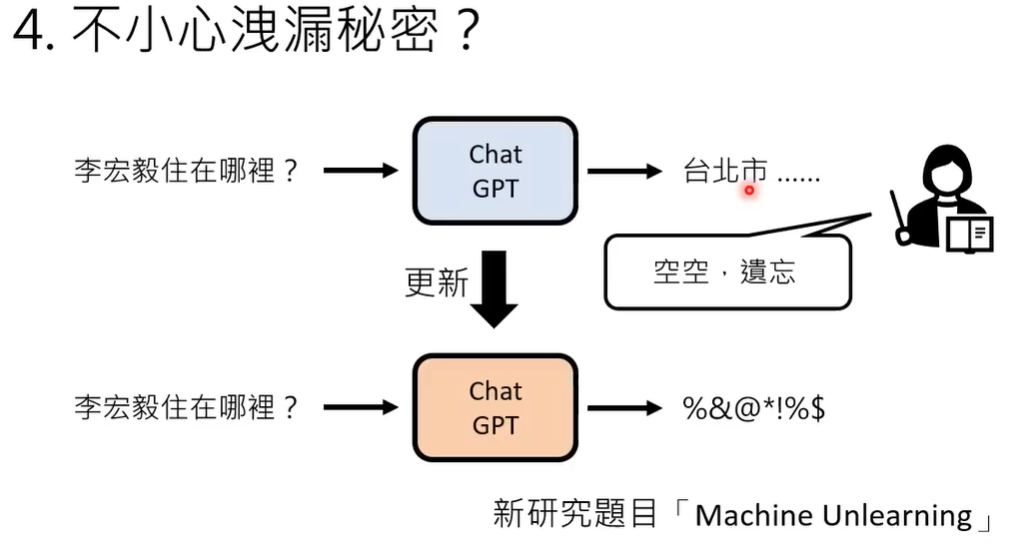 4. 不小心洩漏秘密？
李宏毅住在哪裡？
Chat
GPT
台北市 ......
空空，遺忘
更新
李宏毅住在哪裡？
Chat
GPT
%&@*!%$
新研究題目「Machine Unlearning」